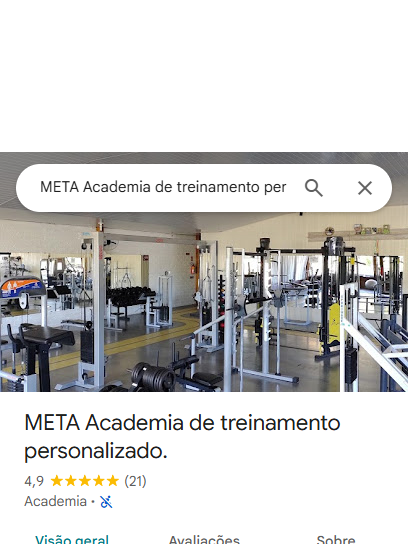 META Academia de treinamento per
META Academia de treinamento
personalizado.
4,9 (21)
Academia ·
Visão geral Avaliações Sobre